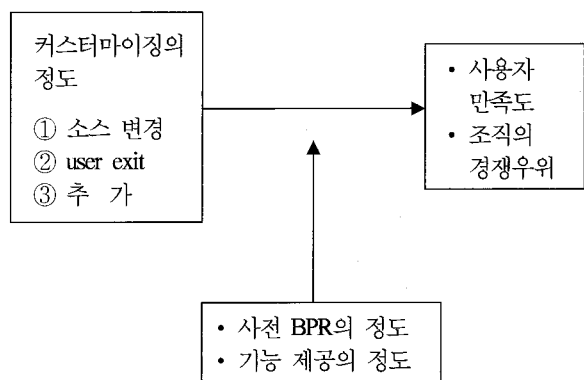 커스터마이징의
정도
① 소스 변경
② user exit
③ 추 가
• 사용자
만족도
• 조직의
경쟁우위
• 사전 BPR의 정도
• 기능 제공의 정도